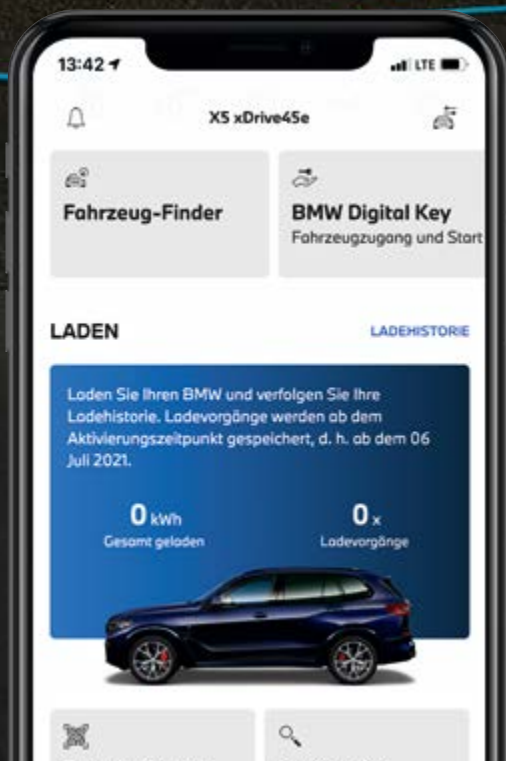 13:42
LTE
X5 xDrive45e
Fahrzeug-Finder
BMW Digital Key
Fahrzeugzugang und Start
LADEN
LADEHISTORIE
Laden Sie Ihren BMW und verfolgen Sie Ihre
Ladehistorie. Ladevorgänge werden ab dem
Aktivierungszeitpunkt gespeichert, d. h. ab dem 06
Juli 2021.
0 kWh
0 x
Gesamt geladen
Ladevorgänge